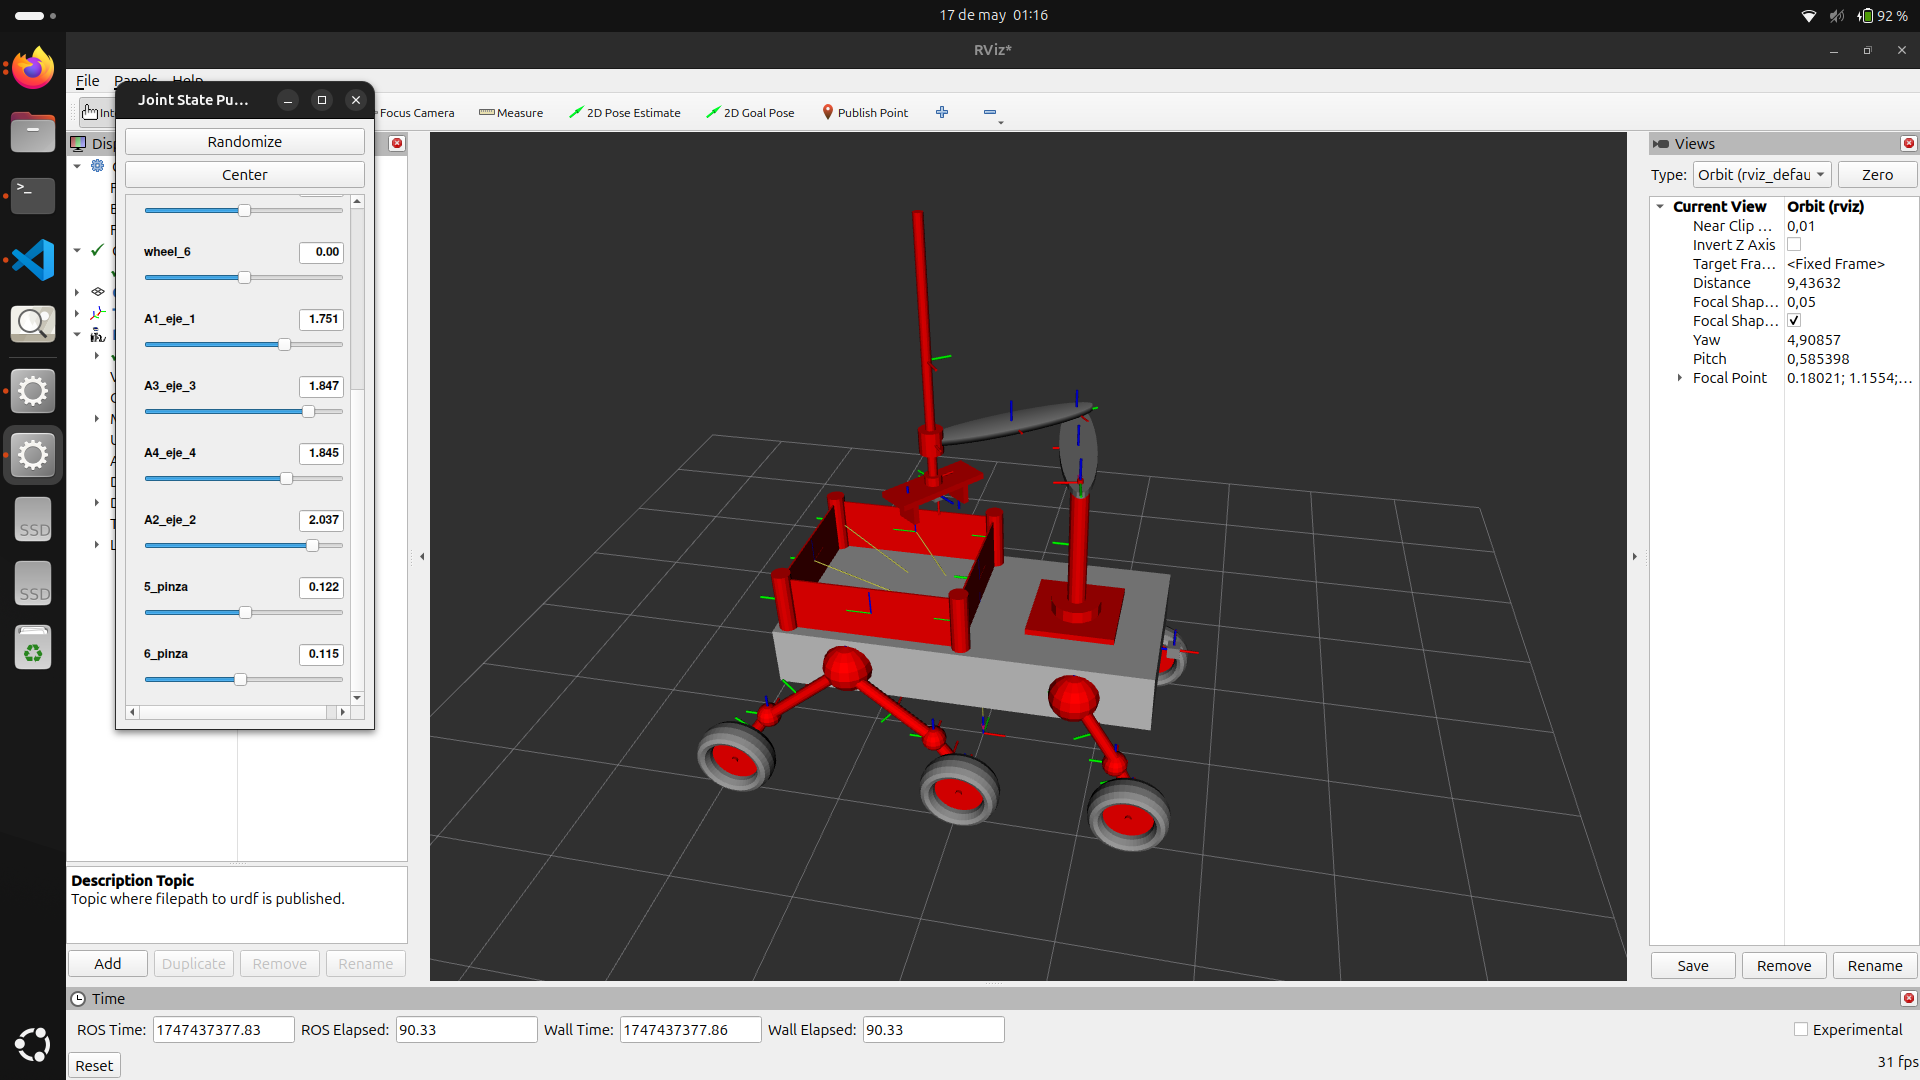 17 de may  01:16
92 %
RViz*
File
Joint State Pu...
Focus Camera
Measure
2D Pose Estimate
2D Goal Pose
Publish Point
Randomize
Center
wheel_6
0.00
A1_eje_1
1.751
A3_eje_3
1.847
A4_eje_4
1.845
A2_eje_2
2.037
5_pinza
0.122
6_pinza
0.115
Description Topic
Topic where filepath to urdf is published.
Add
Duplicate
Remove
Rename
Views
Type:
Orbit (rviz_defau
Zero
Current View
Orbit (rviz)
Near Clip ...
0,01
Invert Z Axis
Target Fra...
<Fixed Frame>
Distance
9,43632
Focal Shap...
0,05
Focal Shap...
Yaw
4,90857
Pitch
0,585398
Focal Point
0.18021; 1.1554;...
Save
Remove
Rename
Time
ROS Time:
1747437377.83
ROS Elapsed:
90.33
Wall Time:
1747437377.86
Wall Elapsed:
90.33
Experimental
Reset
31 fps
SSD
SSD